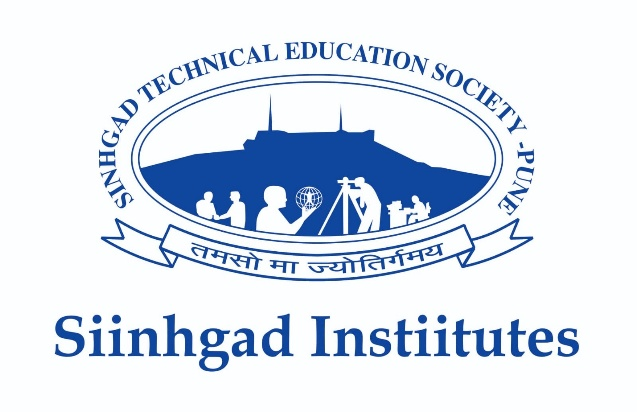 SINHGAD TECHNICAL EDUCATION SOCIETY - PUNE
तमसो मा ज्योतिर्गमय
Siinhgad Instiitutes